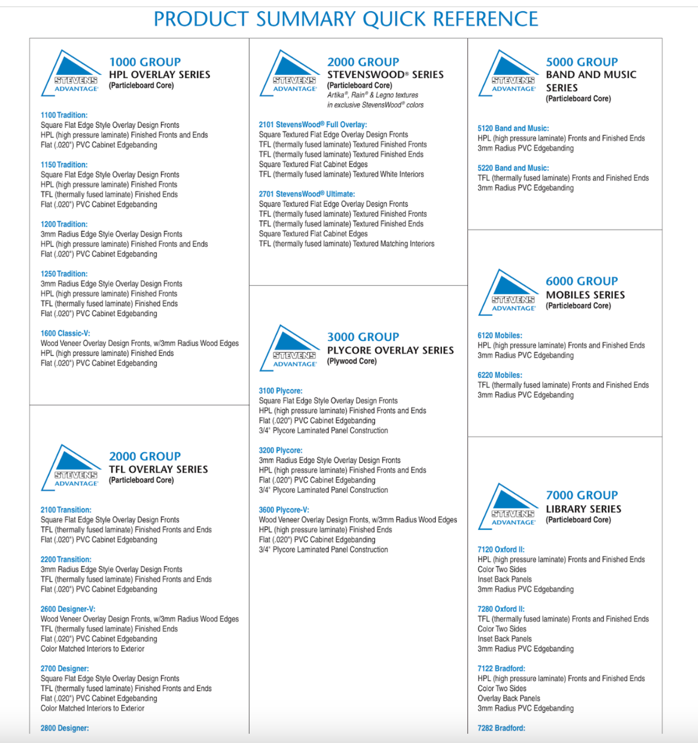 PRODUCT SUMMARY QUICK REFERENCE
STEVENS
ADVANTAGE®
1000 GROUP
HPL OVERLAY SERIES
(Particleboard Core)
1100 Tradition:
Square Flat Edge Style Overlay Design Fronts
HPL (high pressure laminate) Finished Fronts and Ends
Flat (.020") PVC Cabinet Edgebanding
1150 Tradition:
Square Flat Edge Style Overlay Design Fronts
HPL (high pressure laminate) Finished Fronts
TFL (thermally fused laminate) Finished Ends
Flat (.020") PVC Cabinet Edgebanding
1200 Tradition:
3mm Radius Edge Style Overlay Design Fronts
HPL (high pressure laminate) Finished Fronts and Ends
Flat (.020") PVC Cabinet Edgebanding
1250 Tradition:
3mm Radius Edge Style Overlay Design Fronts
HPL (high pressure laminate) Finished Fronts
TFL (thermally fused laminate) Finished Ends
Flat (.020") PVC Cabinet Edgebanding
1600 Classic-V:
Wood Veneer Overlay Design Fronts, w/3mm Radius Wood Edges
HPL (high pressure laminate) Finished Ends
Flat (.020") PVC Cabinet Edgebanding
STEVENS
ADVANTAGE®
2000 GROUP
TFL OVERLAY SERIES
(Particleboard Core)
2100 Transition:
Square Flat Edge Style Overlay Design Fronts
TFL (thermally fused laminate) Finished Fronts and Ends
Flat (.020") PVC Cabinet Edgebanding
2200 Transition:
3mm Radius Edge Style Overlay Design Fronts
TFL (thermally fused laminate) Finished Fronts and Ends
Flat (.020") PVC Cabinet Edgebanding
2600 Designer-V:
Wood Veneer Overlay Design Fronts, w/3mm Radius Wood Edges
TFL (thermally fused laminate) Finished Ends
Flat (.020") PVC Cabinet Edgebanding
Color Matched Interiors to Exterior
2700 Designer:
Square Flat Edge Style Overlay Design Fronts
TFL (thermally fused laminate) Finished Fronts and Ends
Flat (.020") PVC Cabinet Edgebanding
Color Matched Interiors to Exterior
2800 Designer:
STEVENS
ADVANTAGE®
2000 GROUP
STEVENSWOOD® SERIES
(Particleboard Core)
Artika®, Rain® & Legno textures
in exclusive StevensWood® colors
2101 StevensWood® Full Overlay:
Square Textured Flat Edge Overlay Design Fronts
TFL (thermally fused laminate) Textured Finished Fronts
TFL (thermally fused laminate) Textured Finished Ends
Square Textured Flat Cabinet Edges
TFL (thermally fused laminate) Textured White Interiors
2701 StevensWood® Ultimate:
Square Textured Flat Edge Overlay Design Fronts
TFL (thermally fused laminate) Textured Finished Fronts
TFL (thermally fused laminate) Textured Finished Ends
Square Textured Flat Cabinet Edges
TFL (thermally fused laminate) Textured Matching Interiors
STEVENS
ADVANTAGE®
3000 GROUP
PLYCORE OVERLAY SERIES
(Plywood Core)
3100 Plycore:
Square Flat Edge Style Overlay Design Fronts
HPL (high pressure laminate) Finished Fronts and Ends
Flat (.020") PVC Cabinet Edgebanding
3/4" Plycore Laminated Panel Construction
3200 Plycore:
3mm Radius Edge Style Overlay Design Fronts
HPL (high pressure laminate) Finished Fronts and Ends
Flat (.020") PVC Cabinet Edgebanding
3/4" Plycore Laminated Panel Construction
3600 Plycore-V:
Wood Veneer Overlay Design Fronts, w/3mm Radius Wood Edges
HPL (high pressure laminate) Finished Ends
Flat (.020") PVC Cabinet Edgebanding
3/4" Plycore Laminated Panel Construction
STEVENS
ADVANTAGE®
5000 GROUP
BAND AND MUSIC
SERIES
(Particleboard Core)
5120 Band and Music:
HPL (high pressure laminate) Fronts and Finished Ends
3mm Radius PVC Edgebanding
5220 Band and Music:
TFL (thermally fused laminate) Fronts and Finished Ends
3mm Radius PVC Edgebanding
STEVENS
ADVANTAGE®
6000 GROUP
MOBILES SERIES
(Particleboard Core)
6120 Mobiles:
HPL (high pressure laminate) Fronts and Finished Ends
3mm Radius PVC Edgebanding
6220 Mobiles:
TFL (thermally fused laminate) Fronts and Finished Ends
3mm Radius PVC Edgebanding
STEVENS
ADVANTAGE®
7000 GROUP
LIBRARY SERIES
(Particleboard Core)
7120 Oxford II:
HPL (high pressure laminate) Fronts and Finished Ends
Color Two Sides
Inset Back Panels
3mm Radius PVC Edgebanding
7280 Oxford II:
TFL (thermally fused laminate) Fronts and Finished Ends
Color Two Sides
Inset Back Panels
3mm Radius PVC Edgebanding
7122 Bradford:
HPL (high pressure laminate) Fronts and Finished Ends
Color Two Sides
Overlay Back Panels
3mm Radius PVC Edgebanding
7282 Bradford: